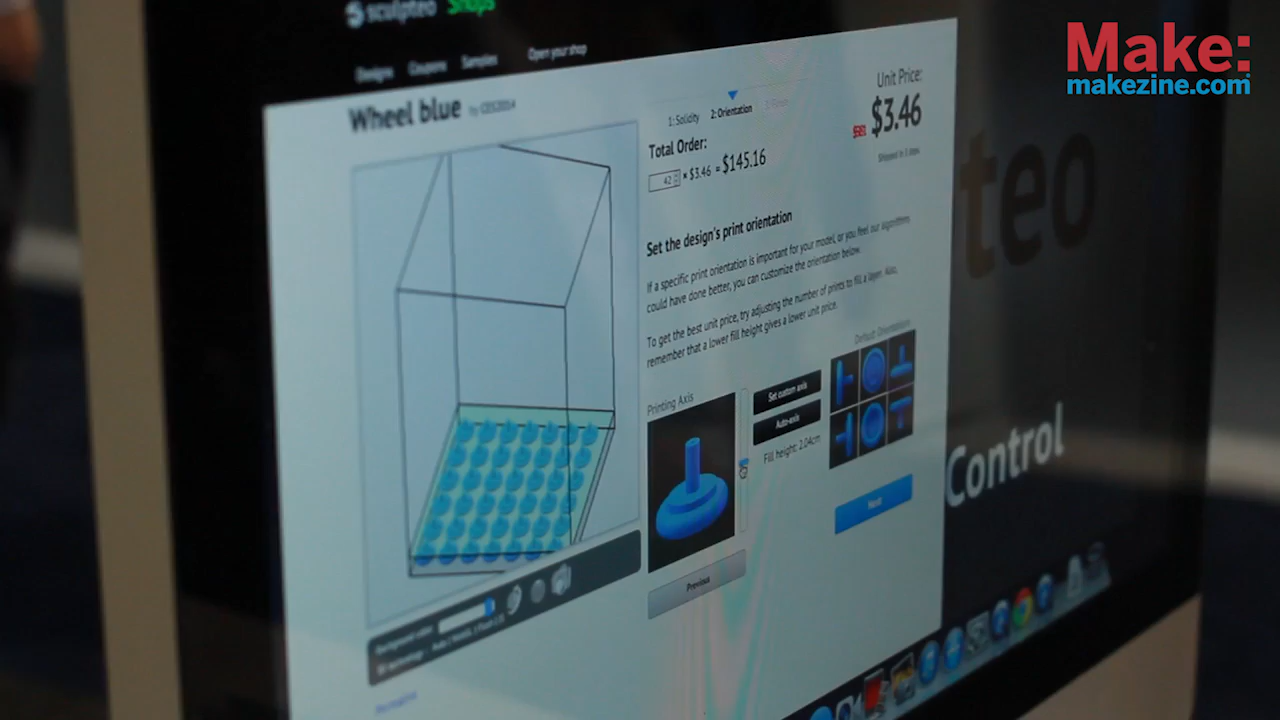 sculpteo Shops
Make:
makezine.com
Designs Coupons Samples Open your shop
Wheel blue by CES2014
1: Solidity 2: Orientation
Unit Price:
$3.46
Total Order:
42 × $3.46 = $145.16
Set the design's print orientation
If a specific print orientation is important for your model, or you feel our algorithms
could have done better, you can customize the orientation below.
To get the best unit price, try adjusting the number of prints to fill a layer. Also,
remember that a lower fill height gives a lower unit price.
Printing Axis
Default Orientations
Set custom axis
Auto-axis
Fill height: 2.04cm
Next
Previous
teo
Control